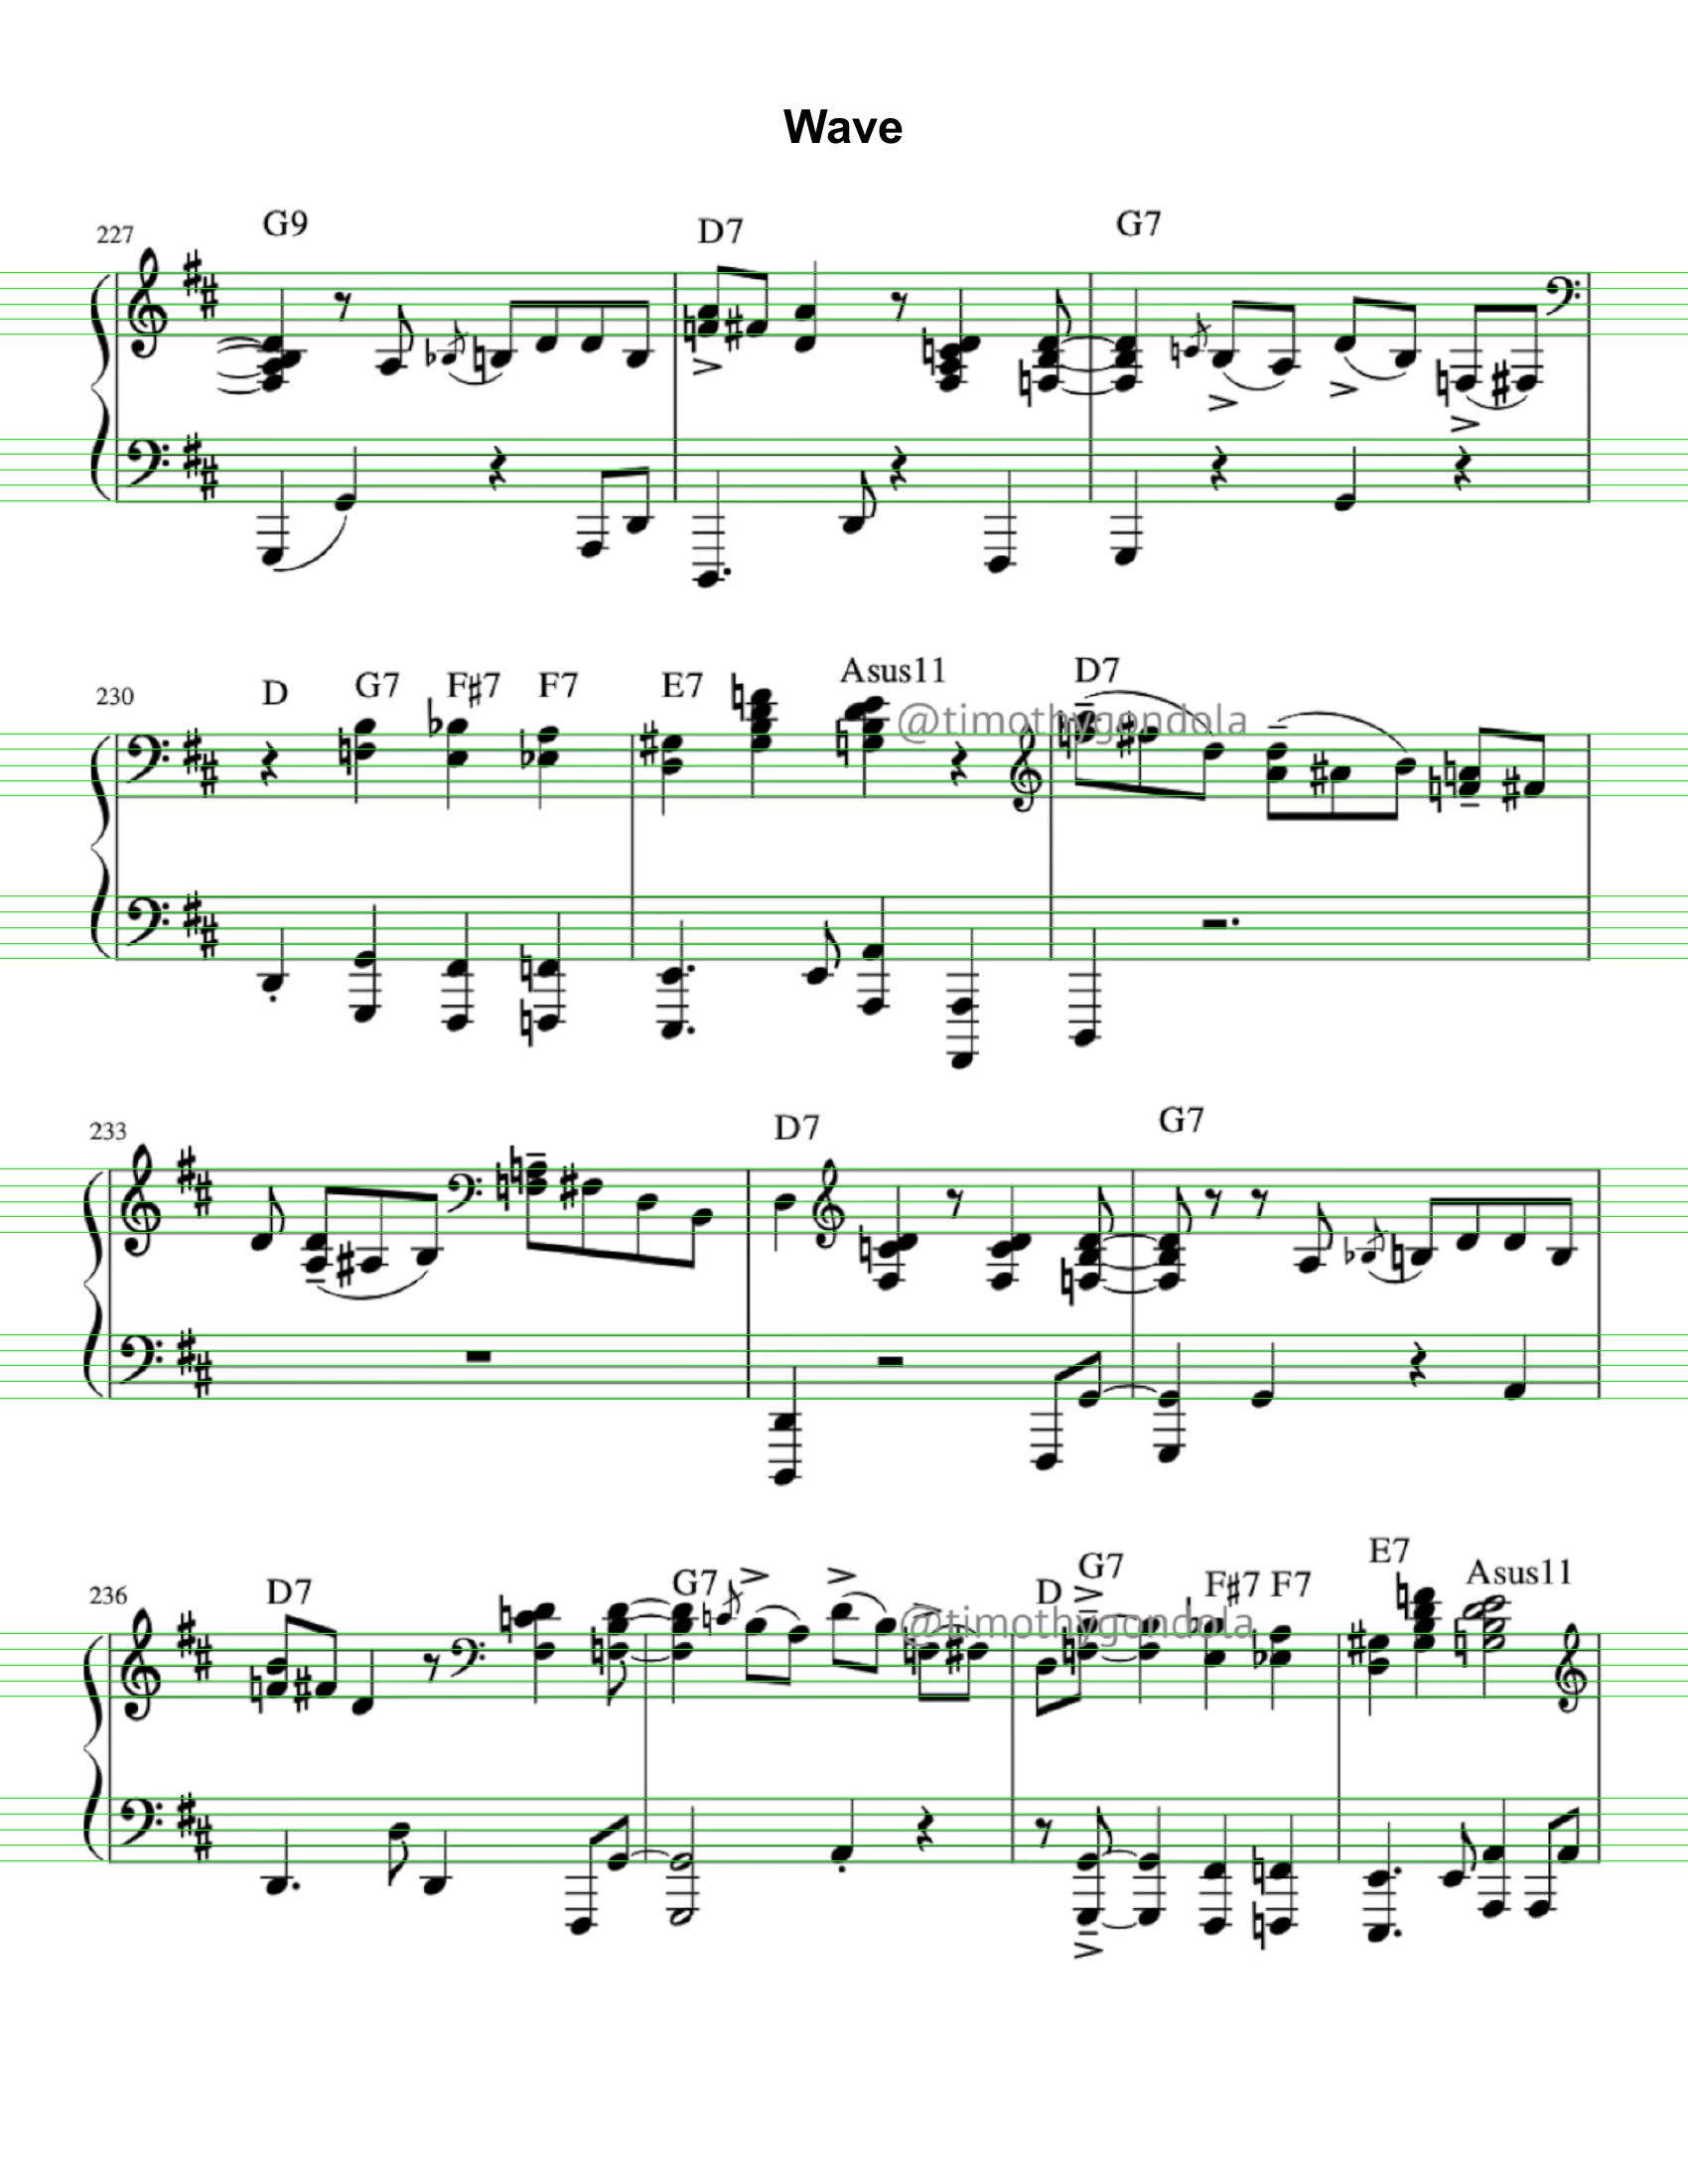 Wave
227 G9 D7 G7
230 D G7 F#7 F7 E7 Asus11 D7
@timothygondola
233 D7 G7
236 D7 G7 D G7 F#7 F7 E7 Asus11
@timothygondola